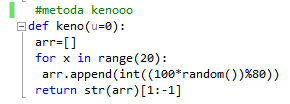 #metoda kenooo
def keno(u=0):
arr=[]
for x in range(20):
arr.append(int((100*random())%80))
return str(arr)[1:-1]